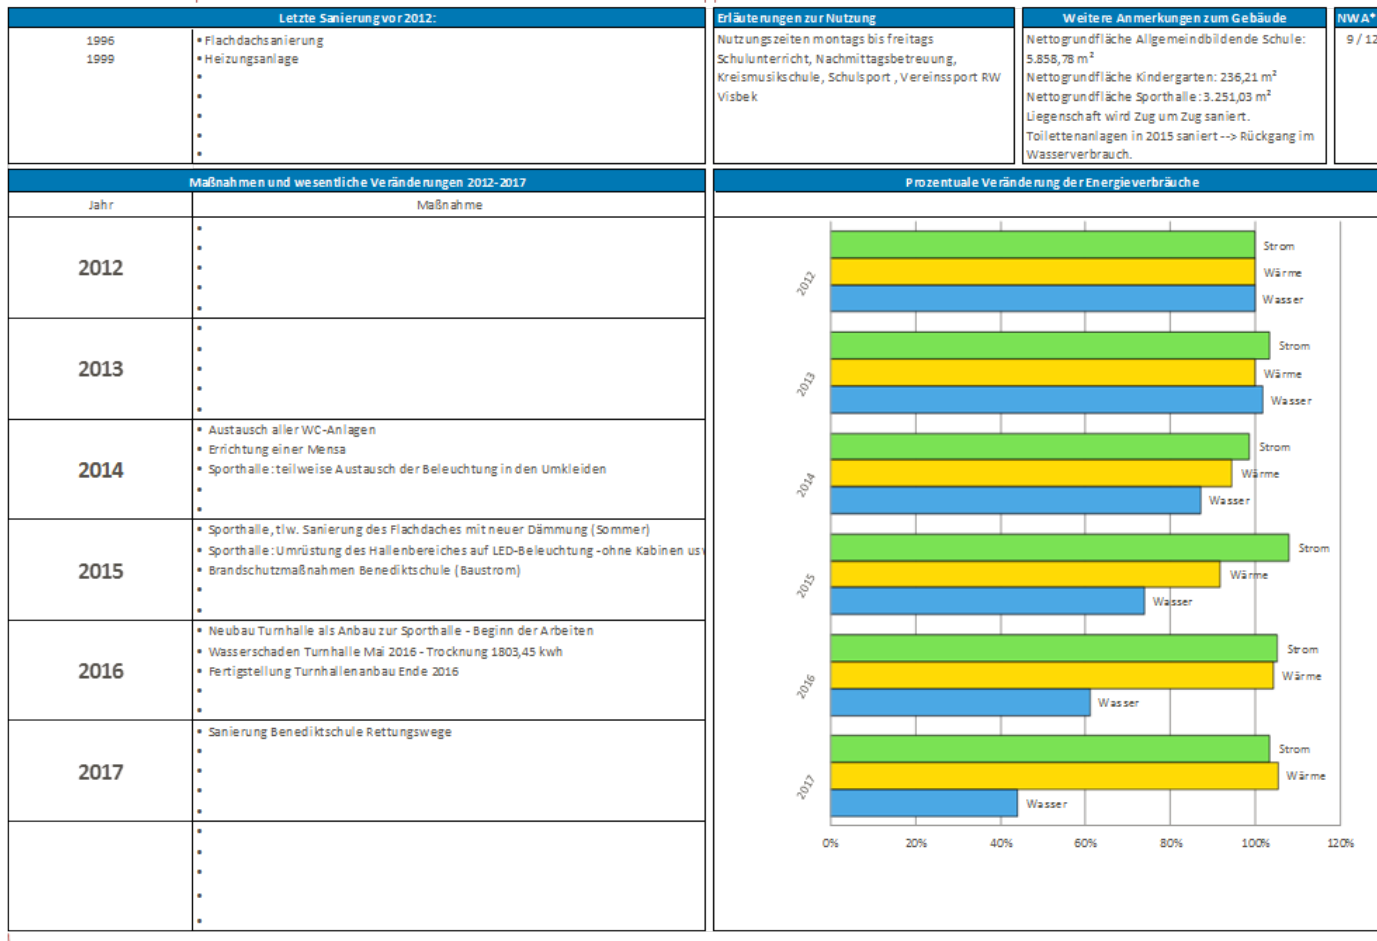 Letzte Sanierung vor 2012:
1996
• Flachdachsanierung
1999
• Heizungsanlage
Erläuterungen zur Nutzung
Nutzungszeiten montags bis freitags
Schulunterricht, Nachmittagsbetreuung,
Kreismusikschule, Schulsport , Vereinssport RW
Visbek
Weitere Anmerkungen zum Gebäude
Nettogrundfläche Allgemeindbildende Schule:
5.858,78 m²
Nettogrundfläche Kindergarten: 236,21 m²
Nettogrundfläche Sporthalle: 3.251,03 m²
Liegenschaft wird Zug um Zug saniert.
Toilettenanlagen in 2015 saniert --> Rückgang im
Wasserverbrauch.
NWA*
9 / 12
Maßnahmen und wesentliche Veränderungen 2012-2017
Jahr
Maßnahme
2012
2013
2014
• Austausch aller WC-Anlagen
• Errichtung einer Mensa
• Sporthalle: teilweise Austausch der Beleuchtung in den Umkleiden
2015
• Sporthalle, tlw. Sanierung des Flachdaches mit neuer Dämmung (Sommer)
• Sporthalle: Umrüstung des Hallenbereiches auf LED-Beleuchtung -ohne Kabinen usw
• Brandschutzmaßnahmen Benediktschule (Baustrom)
2016
• Neubau Turnhalle als Anbau zur Sporthalle - Beginn der Arbeiten
• Wasserschaden Turnhalle Mai 2016 - Trocknung 1803,45 kwh
• Fertigstellung Turnhallenanbau Ende 2016
2017
• Sanierung Benediktschule Rettungswege
Prozentuale Veränderung der Energieverbräuche
2012
Strom
Wärme
Wasser
2013
Strom
Wärme
Wasser
2014
Strom
Wärme
Wasser
2015
Strom
Wärme
Wasser
2016
Strom
Wärme
Wasser
2017
Strom
Wärme
Wasser
0% 20% 40% 60% 80% 100% 120%